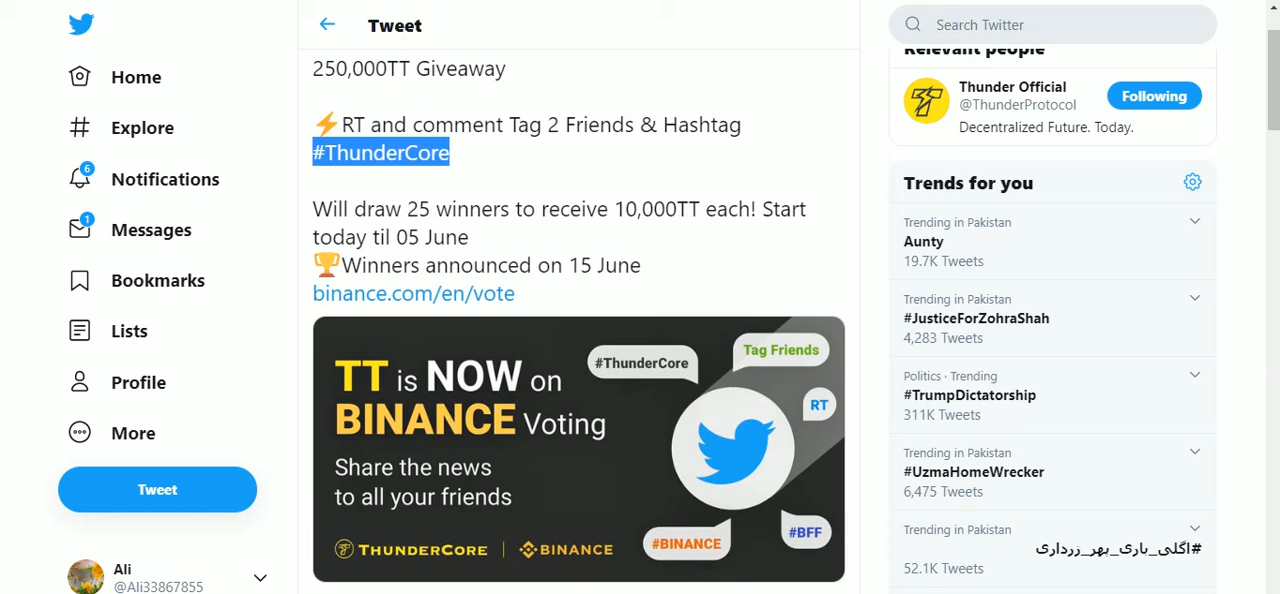 Tweet
Search Twitter
Home
Explore
6
Notifications
1
Messages
Bookmarks
Lists
Profile
More
Tweet
Ali
@Ali33867855
250,000TT Giveaway
⚡RT and comment Tag 2 Friends & Hashtag
#ThunderCore
Will draw 25 winners to receive 10,000TT each! Start
today til 05 June
🏆Winners announced on 15 June
binance.com/en/vote
TT is NOW on
BINANCE Voting
Share the news
to all your friends
THUNDERCORE | BINANCE
#ThunderCore
Tag Friends
RT
#BFF
#BINANCE
Relevant people
Thunder Official
@ThunderProtocol
Following
Decentralized Future. Today.
Trends for you
Trending in Pakistan
Aunty
19.7K Tweets
Trending in Pakistan
#JusticeForZohraShah
4,283 Tweets
Politics · Trending
#TrumpDictatorship
311K Tweets
Trending in Pakistan
#UzmaHomeWrecker
6,475 Tweets
Trending in Pakistan
#اگلی_باری_پھر_زرداری
52.1K Tweets